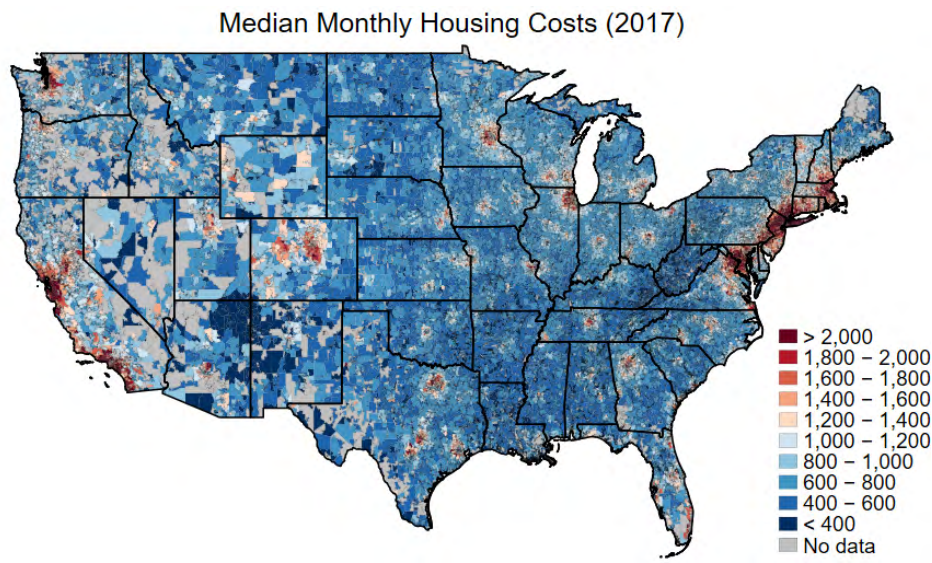 Median Monthly Housing Costs (2017)
> 2,000
1,800 – 2,000
1,600 – 1,800
1,400 – 1,600
1,200 – 1,400
1,000 – 1,200
800 – 1,000
600 – 800
400 – 600
< 400
No data